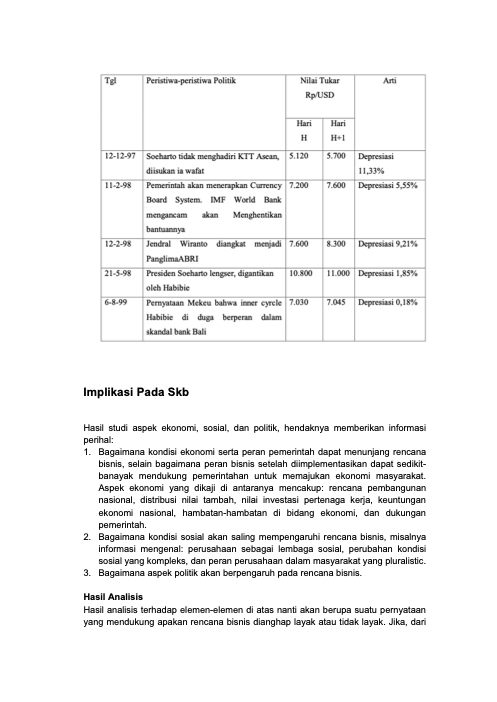 Tgl Peristiwa-peristiwa Politik Nilai Tukar Arti
Rp/USD
Hari Hari
H H+1
12-12-97 Soeharto tidak menghadiri KTT Asean, 5.120 5.700 Depresiasi
diisukan ia wafat 11,33%
11-2-98 Pemerintah akan menerapkan Currency 7.200 7.600 Depresiasi 5,55%
Board System. IMF World Bank
mengancam akan Menghentikan
bantuannya
12-2-98 Jendral Wiranto diangkat menjadi 7.600 8.300 Depresiasi 9,21%
PanglimaABRI
21-5-98 Presiden Soeharto lengser, digantikan 10.800 11.000 Depresiasi 1,85%
oleh Habibie
6-8-99 Pernyataan Mekeu bahwa inner cyrcle 7.030 7.045 Depresiasi 0,18%
Habibie di duga berperan dalam
skandal bank Bali
Implikasi Pada Skb
Hasil studi aspek ekonomi, sosial, dan politik, hendaknya memberikan informasi
perihal:
1. Bagaimana kondisi ekonomi serta peran pemerintah dapat menunjang rencana
bisnis, selain bagaimana peran bisnis setelah diimplementasikan dapat sedikit-
banayak mendukung pemerintahan untuk memajukan ekonomi masyarakat.
Aspek ekonomi yang dikaji di antaranya mencakup: rencana pembangunan
nasional, distribusi nilai tambah, nilai investasi pertenaga kerja, keuntungan
ekonomi nasional, hambatan-hambatan di bidang ekonomi, dan dukungan
pemerintah.
2. Bagaimana kondisi sosial akan saling mempengaruhi rencana bisnis, misalnya
informasi mengenal: perusahaan sebagai lembaga sosial, perubahan kondisi
sosial yang kompleks, dan peran perusahaan dalam masyarakat yang pluralistic.
3. Bagaimana aspek politik akan berpengaruh pada rencana bisnis.
Hasil Analisis
Hasil analisis terhadap elemen-elemen di atas nanti akan berupa suatu pernyataan
yang mendukung apakan rencana bisnis dianghap layak atau tidak layak. Jika, dari